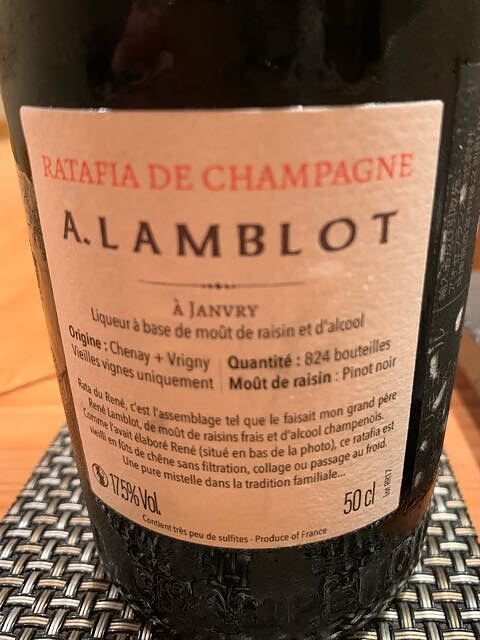 RATAFIA DE CHAMPAGNE
A.LAMBLOT
À JANVRY
Liqueur à base de moût de raisin et d'alcool
Origine : Chenay + Vrigny
Vieilles vignes uniquement
Quantité : 824 bouteilles
Moût de raisin : Pinot noir
Rata du René, c'est l'assemblage tel que le faisait mon grand père
René Lamblot, de moût de raisins frais et d'alcool champenois.
Comme l'avait élaboré René (situé en bas de la photo), ce ratafia est
vieilli en fûts de chêne sans filtration, collage ou passage au froid.
Une pure mistelle dans la tradition familiale...
17.5% Vol.
50 cl
Lot RR17
Contient très peu de sulfites - Produce of France